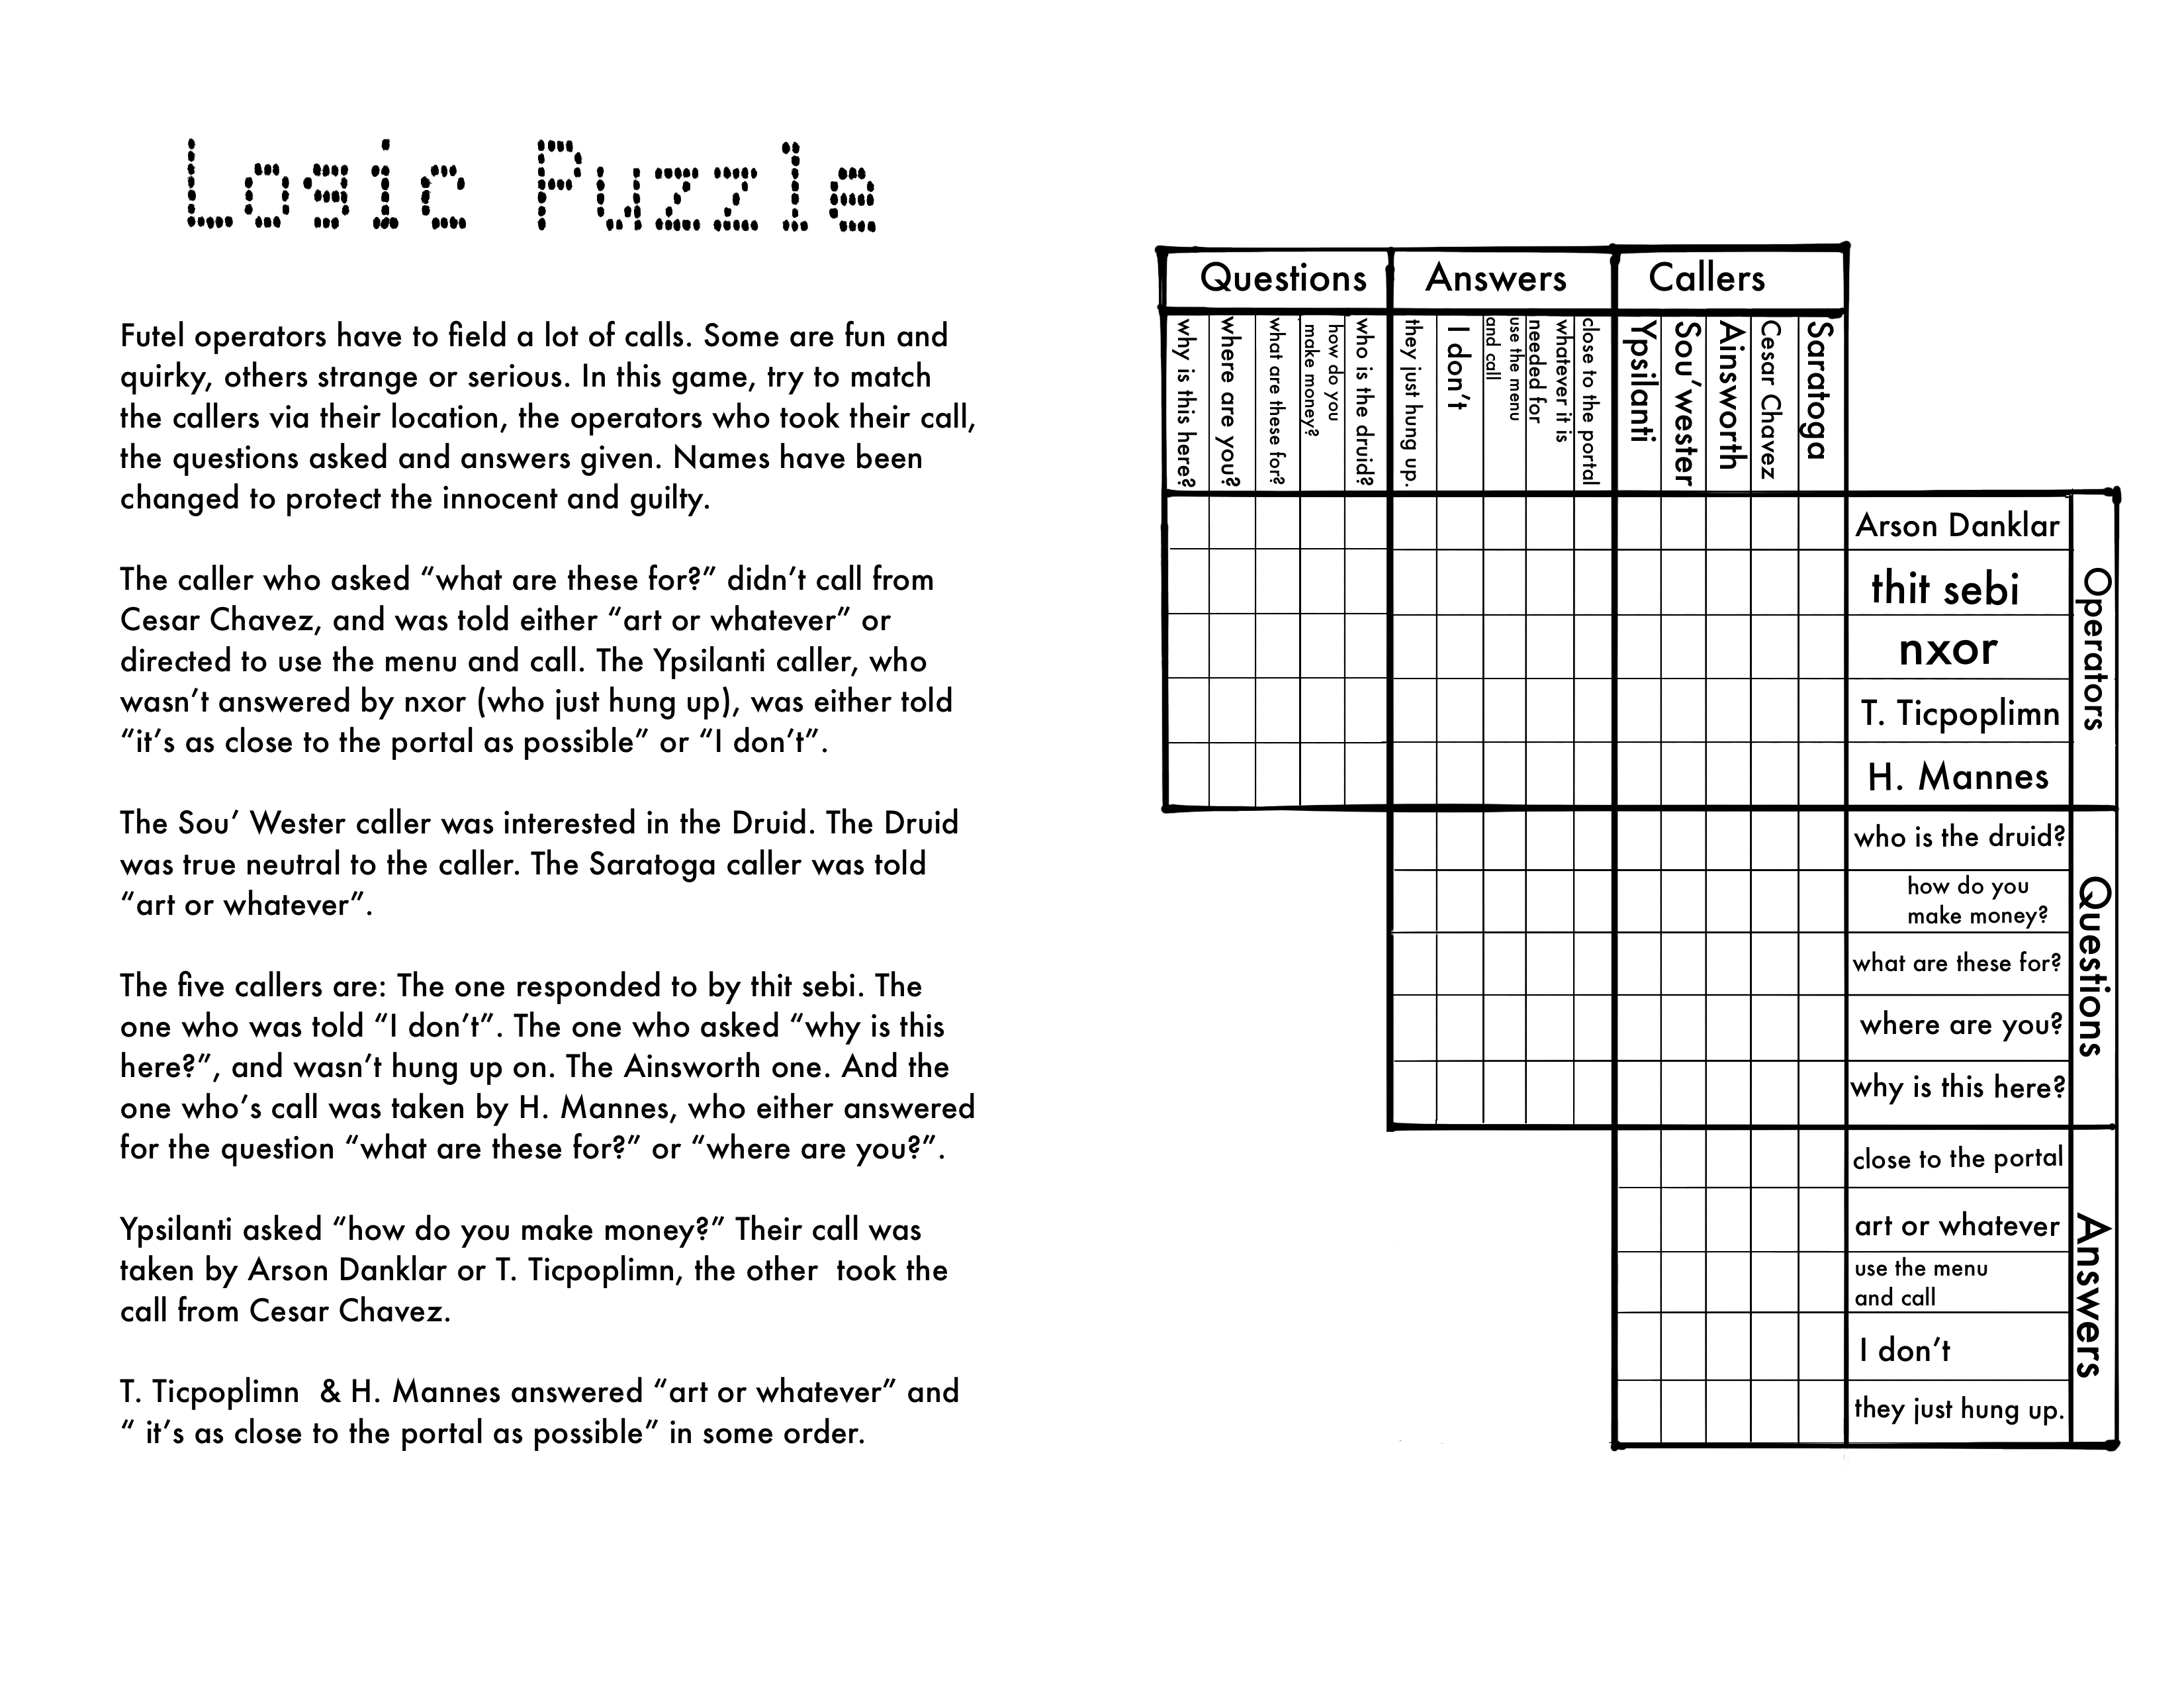 Logic Puzzle
Futel operators have to field a lot of calls. Some are fun and
quirky, others strange or serious. In this game, try to match
the callers via their location, the operators who took their call,
the questions asked and answers given. Names have been
changed to protect the innocent and guilty.
The caller who asked “what are these for?” didn’t call from
Cesar Chavez, and was told either “art or whatever” or
directed to use the menu and call. The Ypsilanti caller, who
wasn’t answered by nxor (who just hung up), was either told
“it’s as close to the portal as possible” or “I don’t”.
The Sou’ Wester caller was interested in the Druid. The Druid
was true neutral to the caller. The Saratoga caller was told
“art or whatever”.
The five callers are: The one responded to by thit sebi. The
one who was told “I don’t”. The one who asked “why is this
here?”, and wasn’t hung up on. The Ainsworth one. And the
one who’s call was taken by H. Mannes, who either answered
for the question “what are these for?” or “where are you?”.
Ypsilanti asked “how do you make money?” Their call was
taken by Arson Danklar or T. Ticpoplimn, the other  took the
call from Cesar Chavez.
T. Ticpoplimn  & H. Mannes answered “art or whatever” and
“ it’s as close to the portal as possible” in some order.
Questions
Answers
Callers
why is this here?
where are you?
what are these for?
how do you
make money?
who is the druid?
they just hung up.
I don’t
use the menu
and call
whatever it is
needed for
close to the portal
Ypsilanti
Sou’wester
Ainsworth
Cesar Chavez
Saratoga
Operators
Arson Danklar
thit sebi
nxor
T. Ticpoplimn
H. Mannes
Questions
who is the druid?
how do you
make money?
what are these for?
where are you?
why is this here?
Answers
close to the portal
art or whatever
use the menu
and call
I don’t
they just hung up.